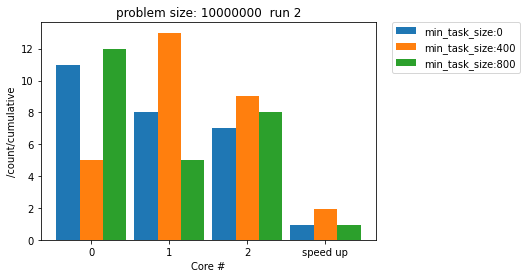 problem size: 10000000  run 2
min_task_size:0
min_task_size:400
min_task_size:800
/count/cumulative
12
10
8
6
4
2
0
0 1 2 speed up
Core #